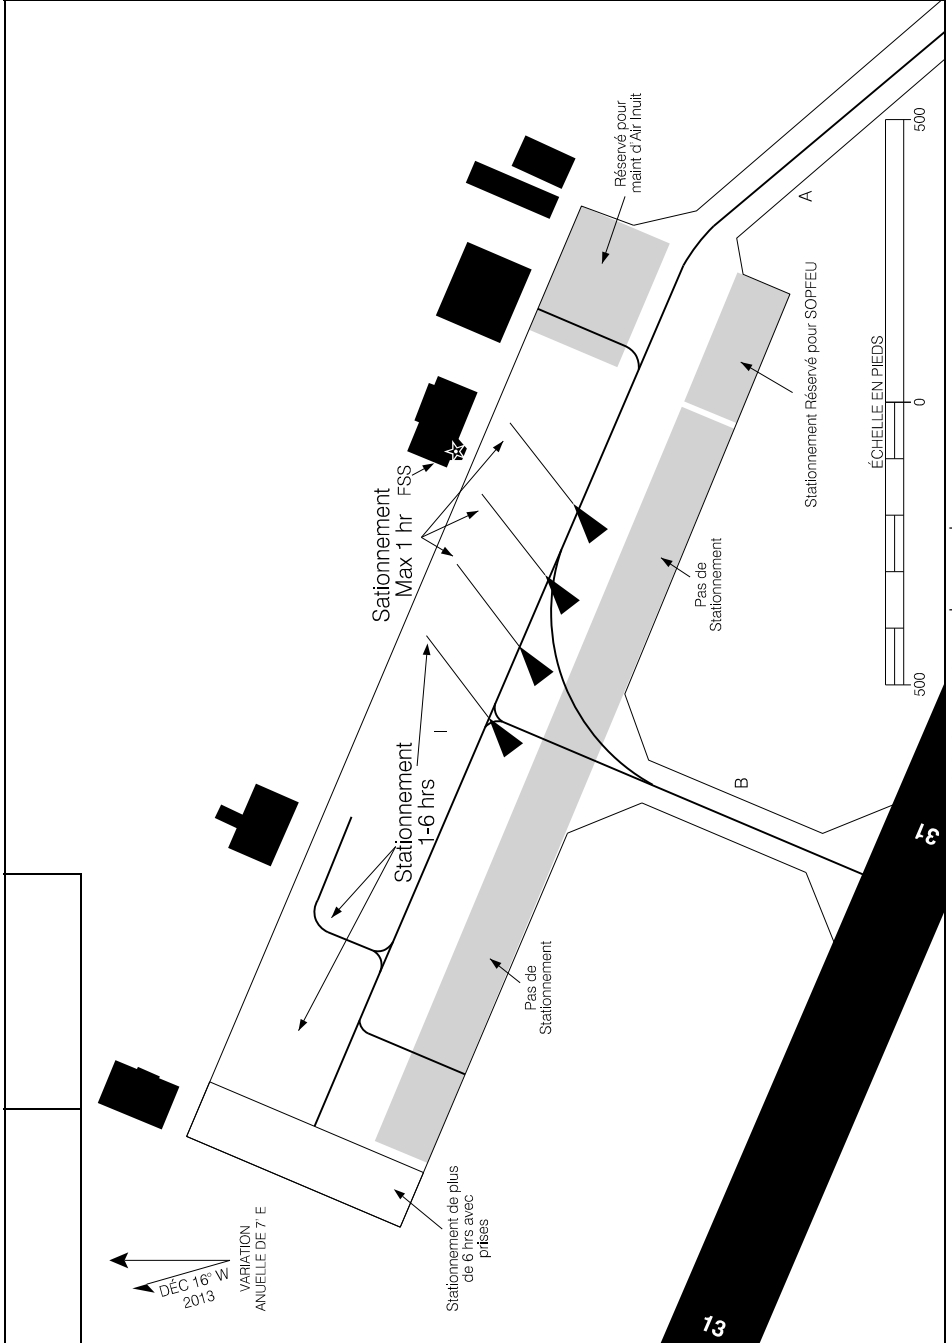 Réservé pour
maint d'Air Inuit
A
500
Stationnement Réservé pour SOPFEU
ÉCHELLE EN PIEDS
0
FSS
Sationnement
Max 1 hr
Pas de
Stationnement
500
Stationnement
1-6 hrs
I
B
31
Pas de
Stationnement
Stationnement de plus
de 6 hrs avec
prises
VARIATION
ANUELLE DE 7' E
DÉC 16° W
2013
13